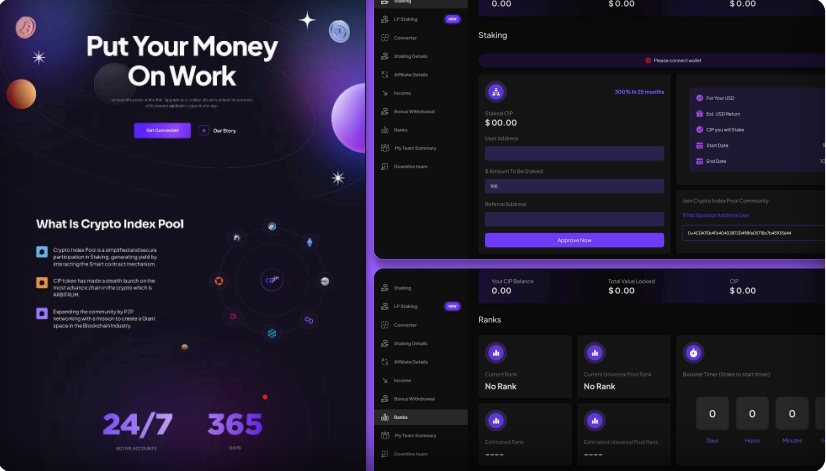 Put Your Money
On Work
Get Connected
Our Story
What Is Crypto Index Pool
Crypto Index Pool is a simplified and secure
participation in Staking, generating yield by
interacting the Smart contract mechanism.
CIP token has made a stealth launch on the
most advance chain in the crypto which is
ARBITRUM.
Expanding the community by P2P
networking with a mission to create a Giant
space in the Blockchain Industry.
CIP
24/7
365
DAYS
Staking
LP Staking
NEW
Converter
Staking Details
Affiliate Details
Income
Bonus Withdrawal
Ranks
My Team Summary
Downline team
0.00
$ 0.00
$ 0.00
Staking
Please connect wallet
300% in 25 months
Staked CIP
$ 00.00
User Address
$ Amount To Be Staked
100
Referral Address
Approve Now
For Your USD
Est. USD Return
CIP you will Stake
Start Date
End Date
Join Crypto Index Pool Community
If No Sponsor Address Use
Staking
LP Staking
NEW
Converter
Staking Details
Affiliate Details
Income
Bonus Withdrawal
Ranks
My Team Summary
Downline team
Your CIP Balance
0.00
Total Value Locked
$ 0.00
CIP
$ 0.00
Ranks
Current Rank
No Rank
Current Universal Pool Rank
No Rank
Booster Timer (Stake to start timer)
0
0
0
Days
Hours
Minutes
Estimated Rank
----
Estimated Universal Pool Rank
----